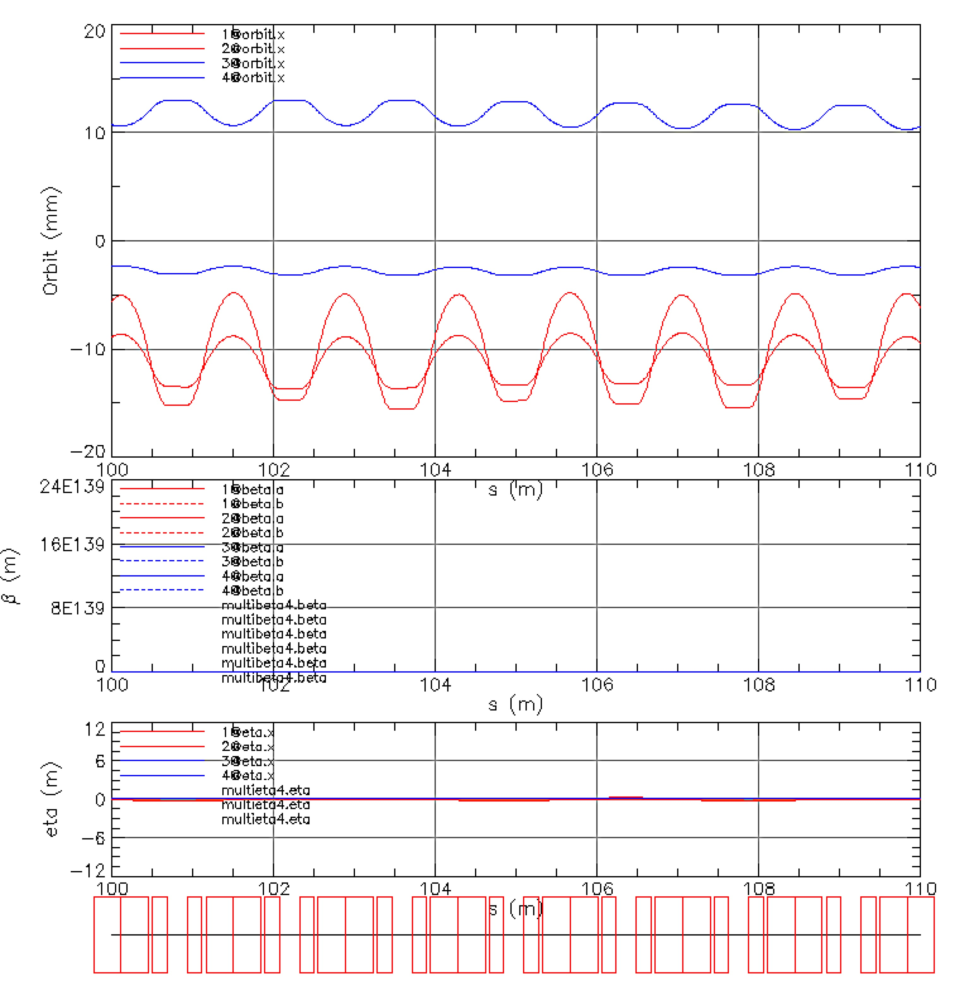 20
10
0
−10
−20
Orbit (mm)
1@orbit.x
2@orbit.x
3@orbit.x
4@orbit.x
100 102 104 106 108 110
s (m)
24E139
16E139
8E139
0
β (m)
1@beta.a
1@beta.b
2@beta.a
2@beta.b
3@beta.a
3@beta.b
4@beta.a
4@beta.b
multibeta4.beta
multibeta4.beta
multibeta4.beta
multibeta4.beta
multibeta4.beta
multibeta4.beta
100 102 104 106 108 110
s (m)
12
6
0
−6
−12
eta (m)
1@eta.x
2@eta.x
3@eta.x
4@eta.x
multieta4.eta
multieta4.eta
multieta4.eta
100 102 104 106 108 110
s (m)